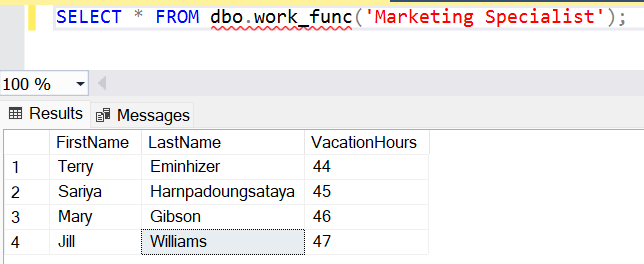 SELECT * FROM dbo.work_func('Marketing Specialist');
100 %
Results Messages
FirstName LastName VacationHours
1 Terry Eminhizer 44
2 Sariya Harnpadoungsataya 45
3 Mary Gibson 46
4 Jill Williams 47